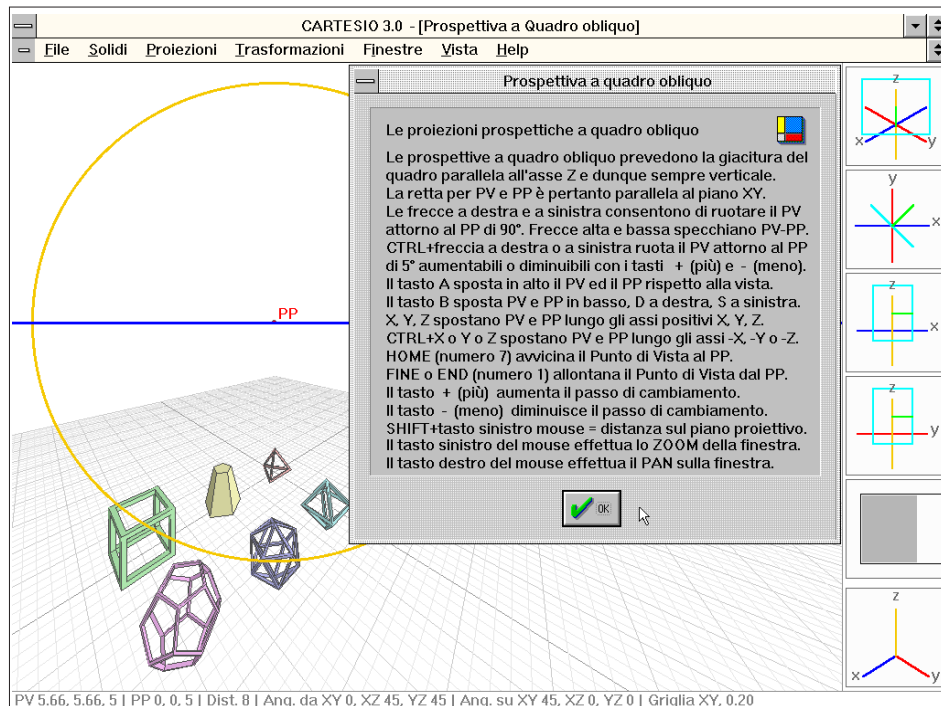 CARTESIO 3.0 - [Prospettiva a Quadro obliquo]
File Solidi Proiezioni Trasformazioni Finestre Vista Help
Prospettiva a quadro obliquo
Le proiezioni prospettiche a quadro obliquo
Le prospettive a quadro obliquo prevedono la giacitura del
quadro parallela all'asse Z e dunque sempre verticale.
La retta per PV e PP è pertanto parallela al piano XY.
Le frecce a destra e a sinistra consentono di ruotare il PV
attorno al PP di 90°. Frecce alta e bassa specchiano PV-PP.
CTRL+freccia a destra o a sinistra ruota il PV attorno al PP
di 5° aumentabili o diminuibili con i tasti + (più) e - (meno).
Il tasto A sposta in alto il PV ed il PP rispetto alla vista.
Il tasto B sposta PV e PP in basso, D a destra, S a sinistra.
X, Y, Z spostano PV e PP lungo gli assi positivi X, Y, Z.
CTRL+X o Y o Z spostano PV e PP lungo gli assi -X, -Y o -Z.
HOME (numero 7) avvicina il Punto di Vista al PP.
FINE o END (numero 1) allontana il Punto di Vista dal PP.
Il tasto + (più) aumenta il passo di cambiamento.
Il tasto - (meno) diminuisce il passo di cambiamento.
SHIFT+tasto sinistro mouse = distanza sul piano proiettivo.
Il tasto sinistro del mouse effettua lo ZOOM della finestra.
Il tasto destro del mouse effettua il PAN sulla finestra.
OK
PP
z
x y
y
x
z
x
z
y
z
x y
PV 5.66, 5.66, 5 | PP 0, 0, 5 | Dist. 8 | Ang. da XY 0, XZ 45, YZ 45 | Ang. su XY 45, XZ 0, YZ 0 | Griglia XY, 0.20